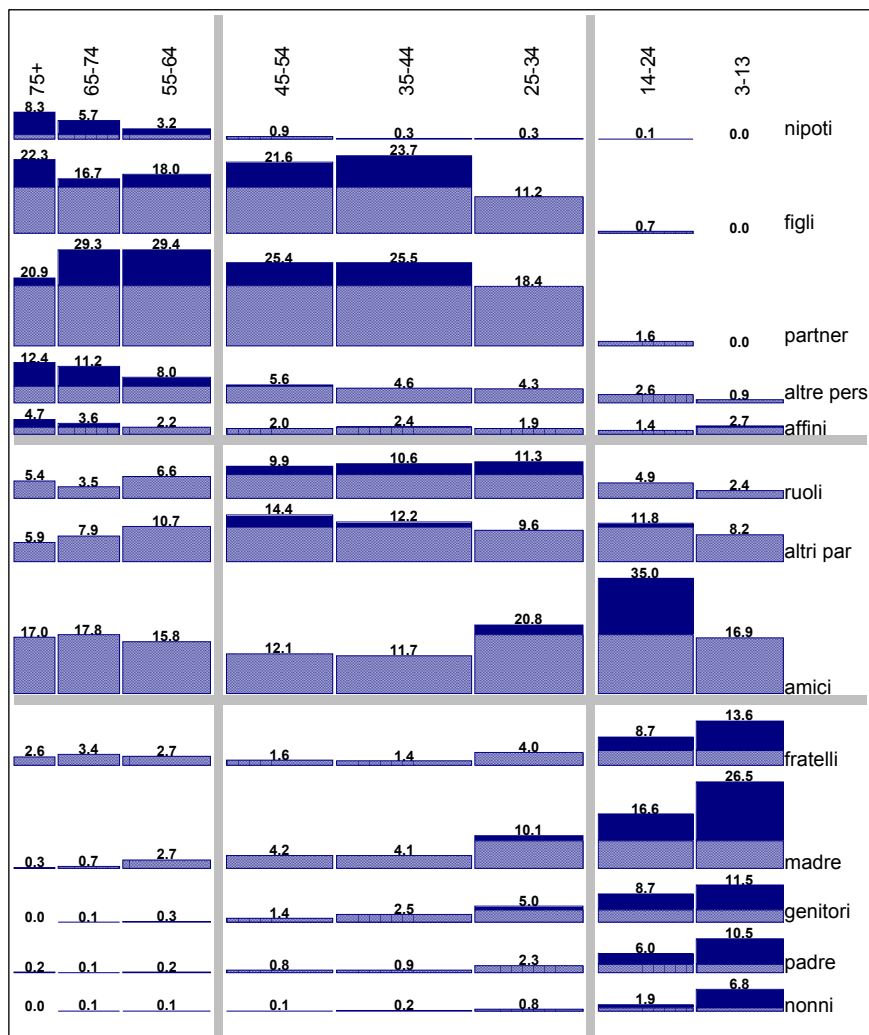 75+ 65-74 55-64 45-54 35-44 25-34 14-24 3-13
8.3 5.7 3.2 0.9 0.3 0.3 0.1 0.0 nipoti
22.3 16.7 18.0 21.6 23.7 11.2 0.7 0.0 figli
20.9 29.3 29.4 25.4 25.5 18.4 1.6 0.0 partner
12.4 11.2 8.0 5.6 4.6 4.3 2.6 0.9 altre pers
4.7 3.6 2.2 2.0 2.4 1.9 1.4 2.7 affini
5.4 3.5 6.6 9.9 10.6 11.3 4.9 2.4 ruoli
5.9 7.9 10.7 14.4 12.2 9.6 11.8 8.2 altri par
17.0 17.8 15.8 12.1 11.7 20.8 35.0 16.9 amici
2.6 3.4 2.7 1.6 1.4 4.0 8.7 13.6 fratelli
0.3 0.7 2.7 4.2 4.1 10.1 16.6 26.5 madre
0.0 0.1 0.3 1.4 2.5 5.0 8.7 11.5 genitori
0.2 0.1 0.2 0.8 0.9 2.3 6.0 10.5 padre
0.0 0.1 0.1 0.1 0.2 0.8 1.9 6.8 nonni